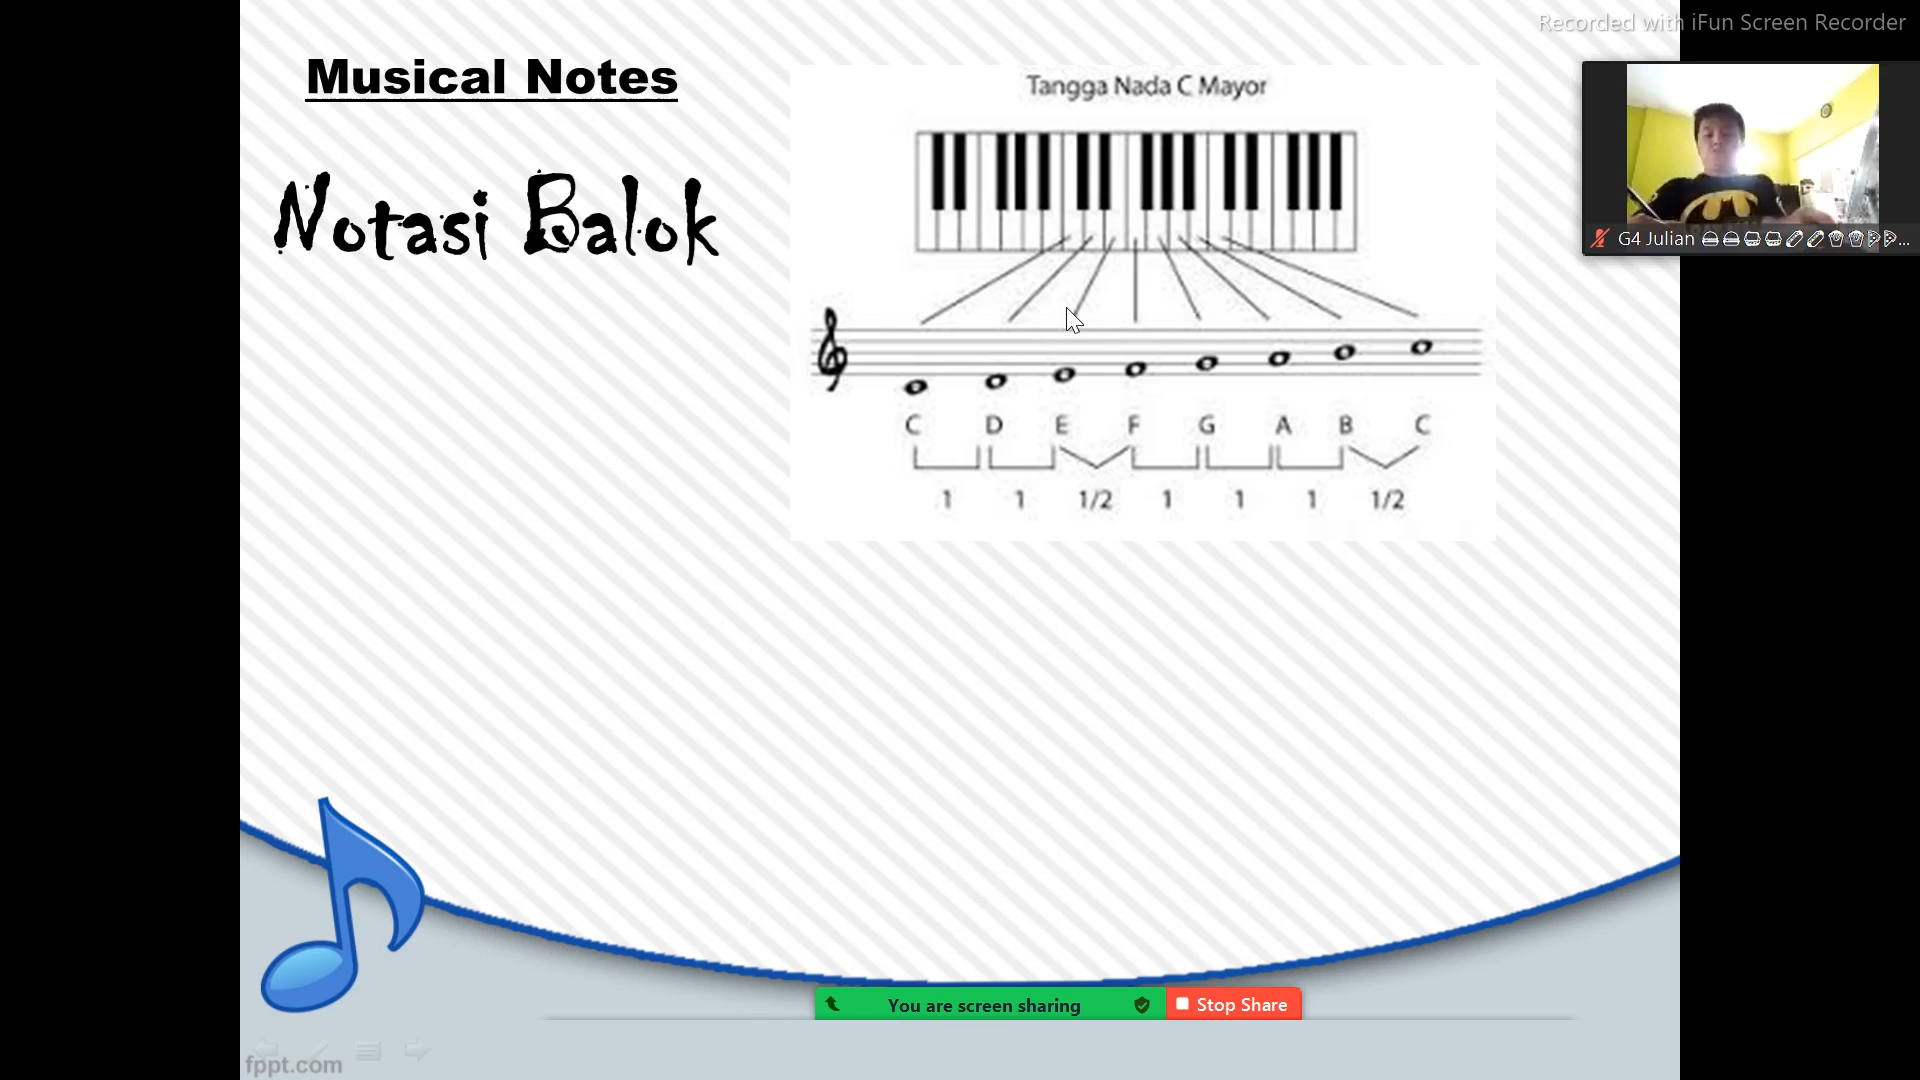 Recorded with iFun Screen Recorder
Musical Notes
Notasi Balok
Tangga Nada C Mayor
C D E F G A B C
1 1 1/2 1 1 1 1/2
G4 Julian
You are screen sharing
Stop Share
fppt.com